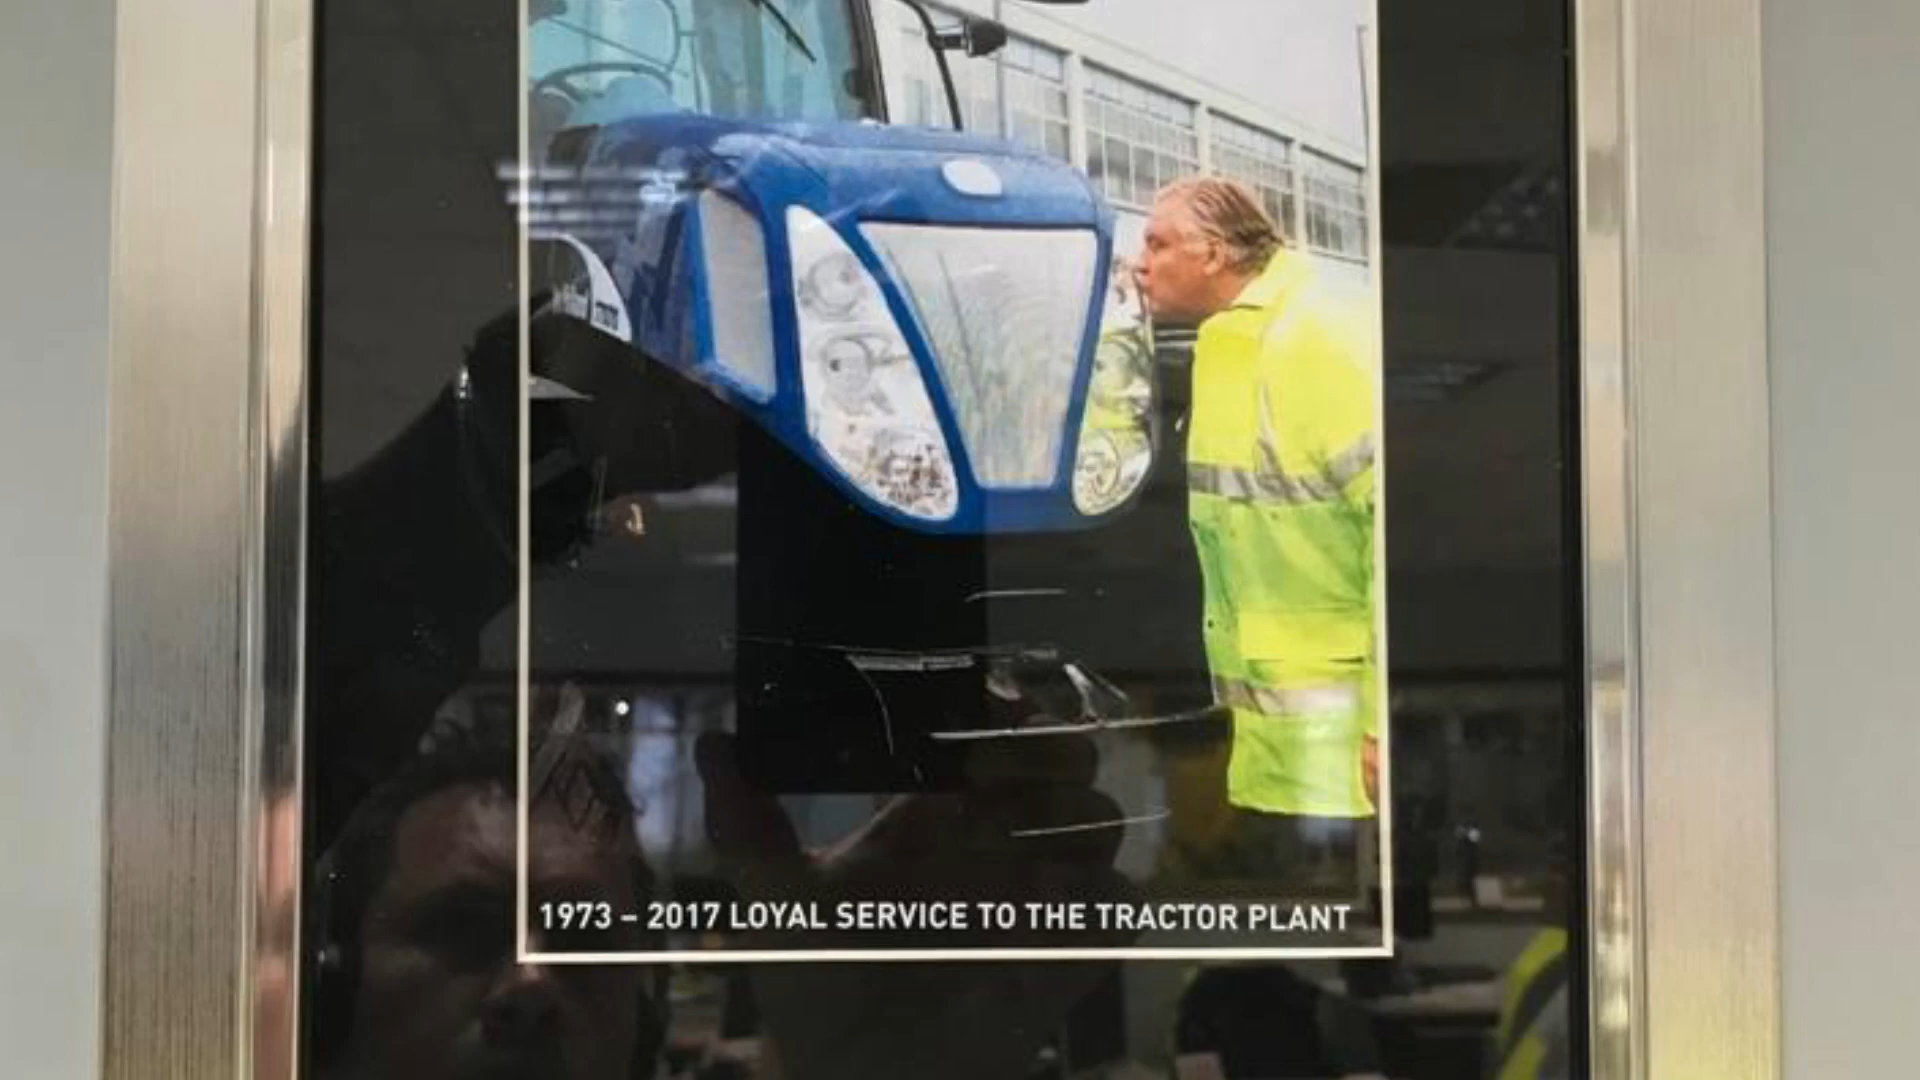 1973 – 2017 LOYAL SERVICE TO THE TRACTOR PLANT